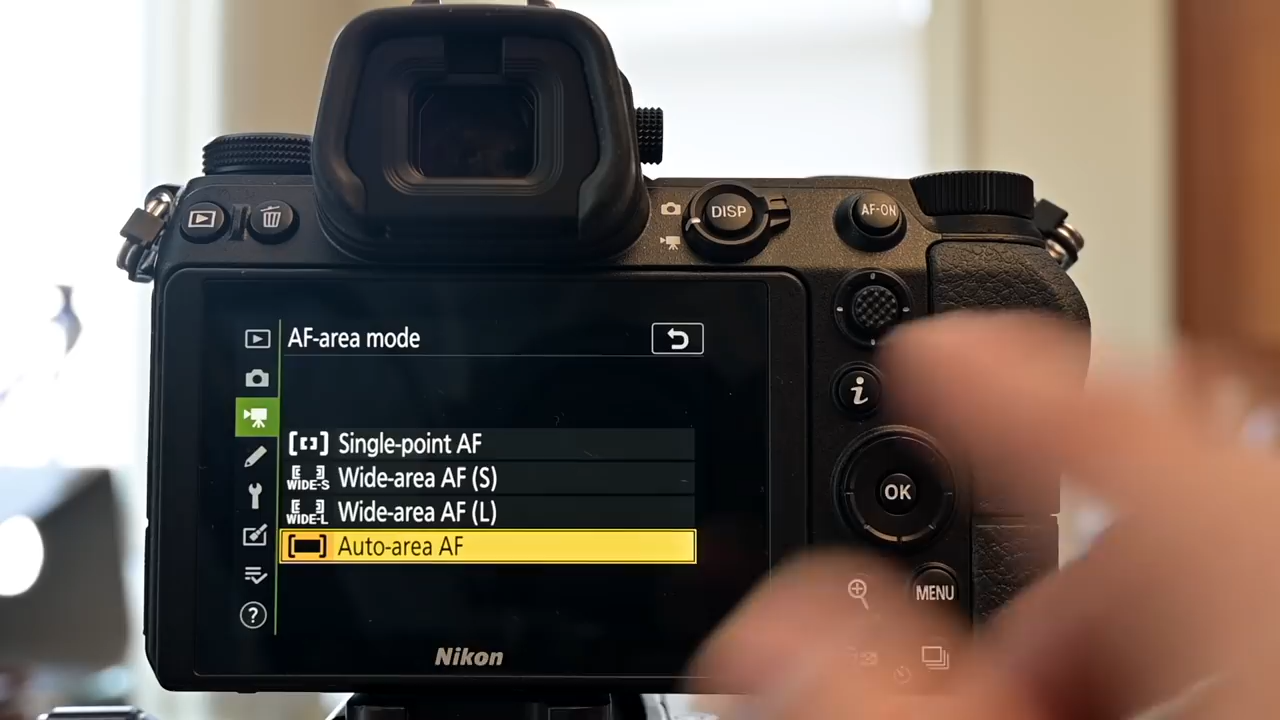 DISP
AF-ON
AF-area mode
i
Single-point AF
WIDE-S Wide-area AF (S)
WIDE-L Wide-area AF (L)
OK
Auto-area AF
MENU
?
Nikon